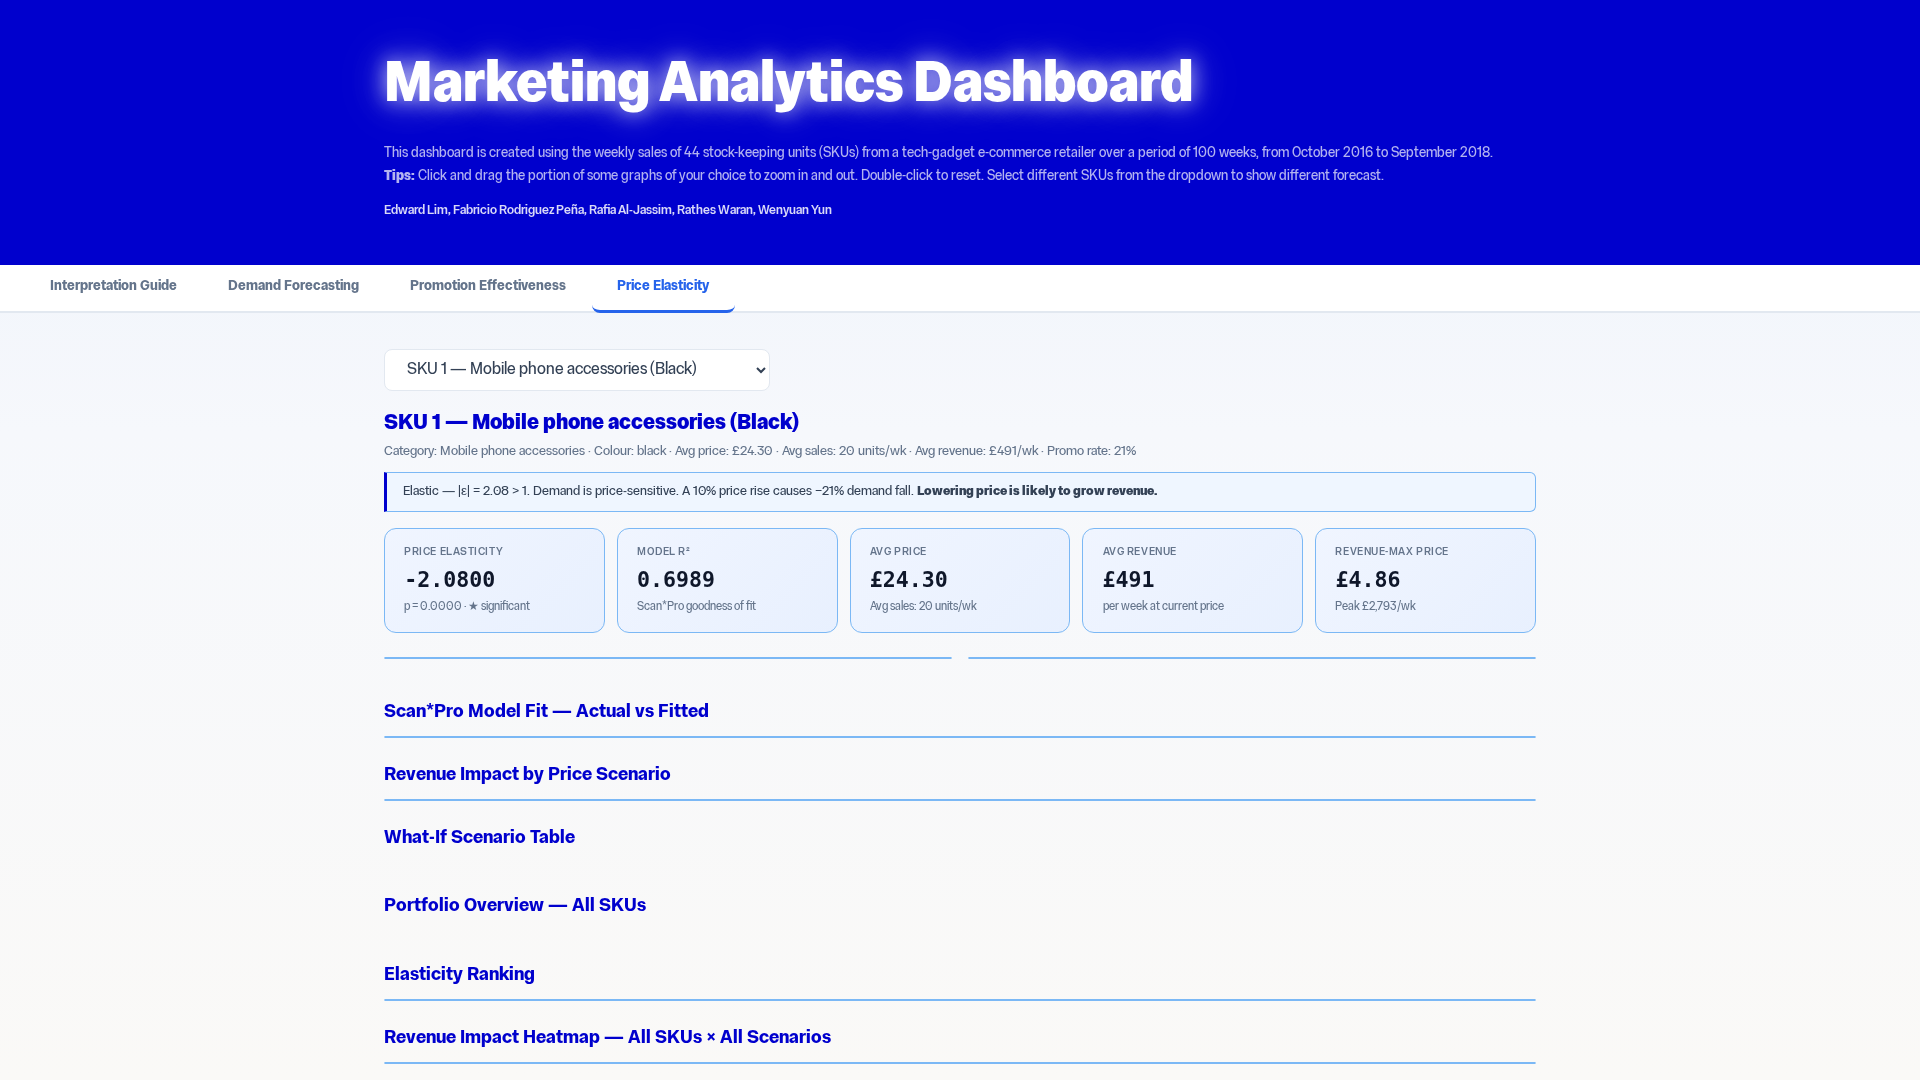 Marketing Analytics Dashboard
This dashboard is created using the weekly sales of 44 stock-keeping units (SKUs) from a tech-gadget e-commerce retailer over a period of 100 weeks, from October 2016 to September 2018.
Tips: Click and drag the portion of some graphs of your choice to zoom in and out. Double-click to reset. Select different SKUs from the dropdown to show different forecast.
Edward Lim, Fabricio Rodriguez Peña, Rafia Al-Jassim, Rathes Waran, Wenyuan Yun
Interpretation Guide
Demand Forecasting
Promotion Effectiveness
Price Elasticity
SKU 1 — Mobile phone accessories (Black)
SKU 1 — Mobile phone accessories (Black)
Category: Mobile phone accessories · Colour: black · Avg price: £24.30 · Avg sales: 20 units/wk · Avg revenue: £491/wk · Promo rate: 21%
Elastic — |ε| = 2.08 > 1. Demand is price-sensitive. A 10% price rise causes −21% demand fall. Lowering price is likely to grow revenue.
PRICE ELASTICITY
-2.0800
p = 0.0000 · ★ significant
MODEL R²
0.6989
Scan*Pro goodness of fit
AVG PRICE
£24.30
Avg sales: 20 units/wk
AVG REVENUE
£491
per week at current price
REVENUE-MAX PRICE
£4.86
Peak £2,793/wk
Scan*Pro Model Fit — Actual vs Fitted
Revenue Impact by Price Scenario
What-If Scenario Table
Portfolio Overview — All SKUs
Elasticity Ranking
Revenue Impact Heatmap — All SKUs × All Scenarios